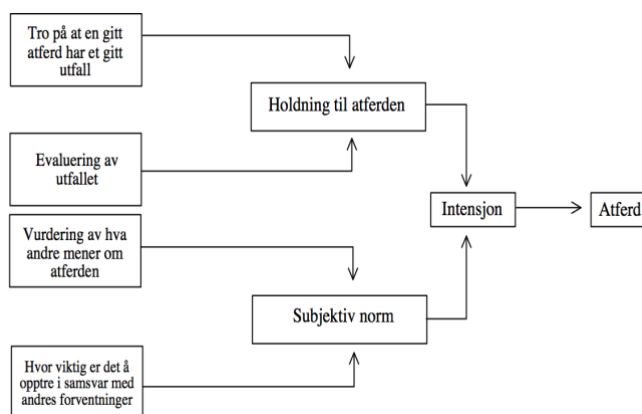 Tro på at en gitt
atferd har et gitt
utfall
Holdning til atferden
Evaluering av
utfallet
Intensjon
Atferd
Vurdering av hva
andre mener om
atferden
Subjektiv norm
Hvor viktig er det å
opptre i samsvar med
andres forventninger